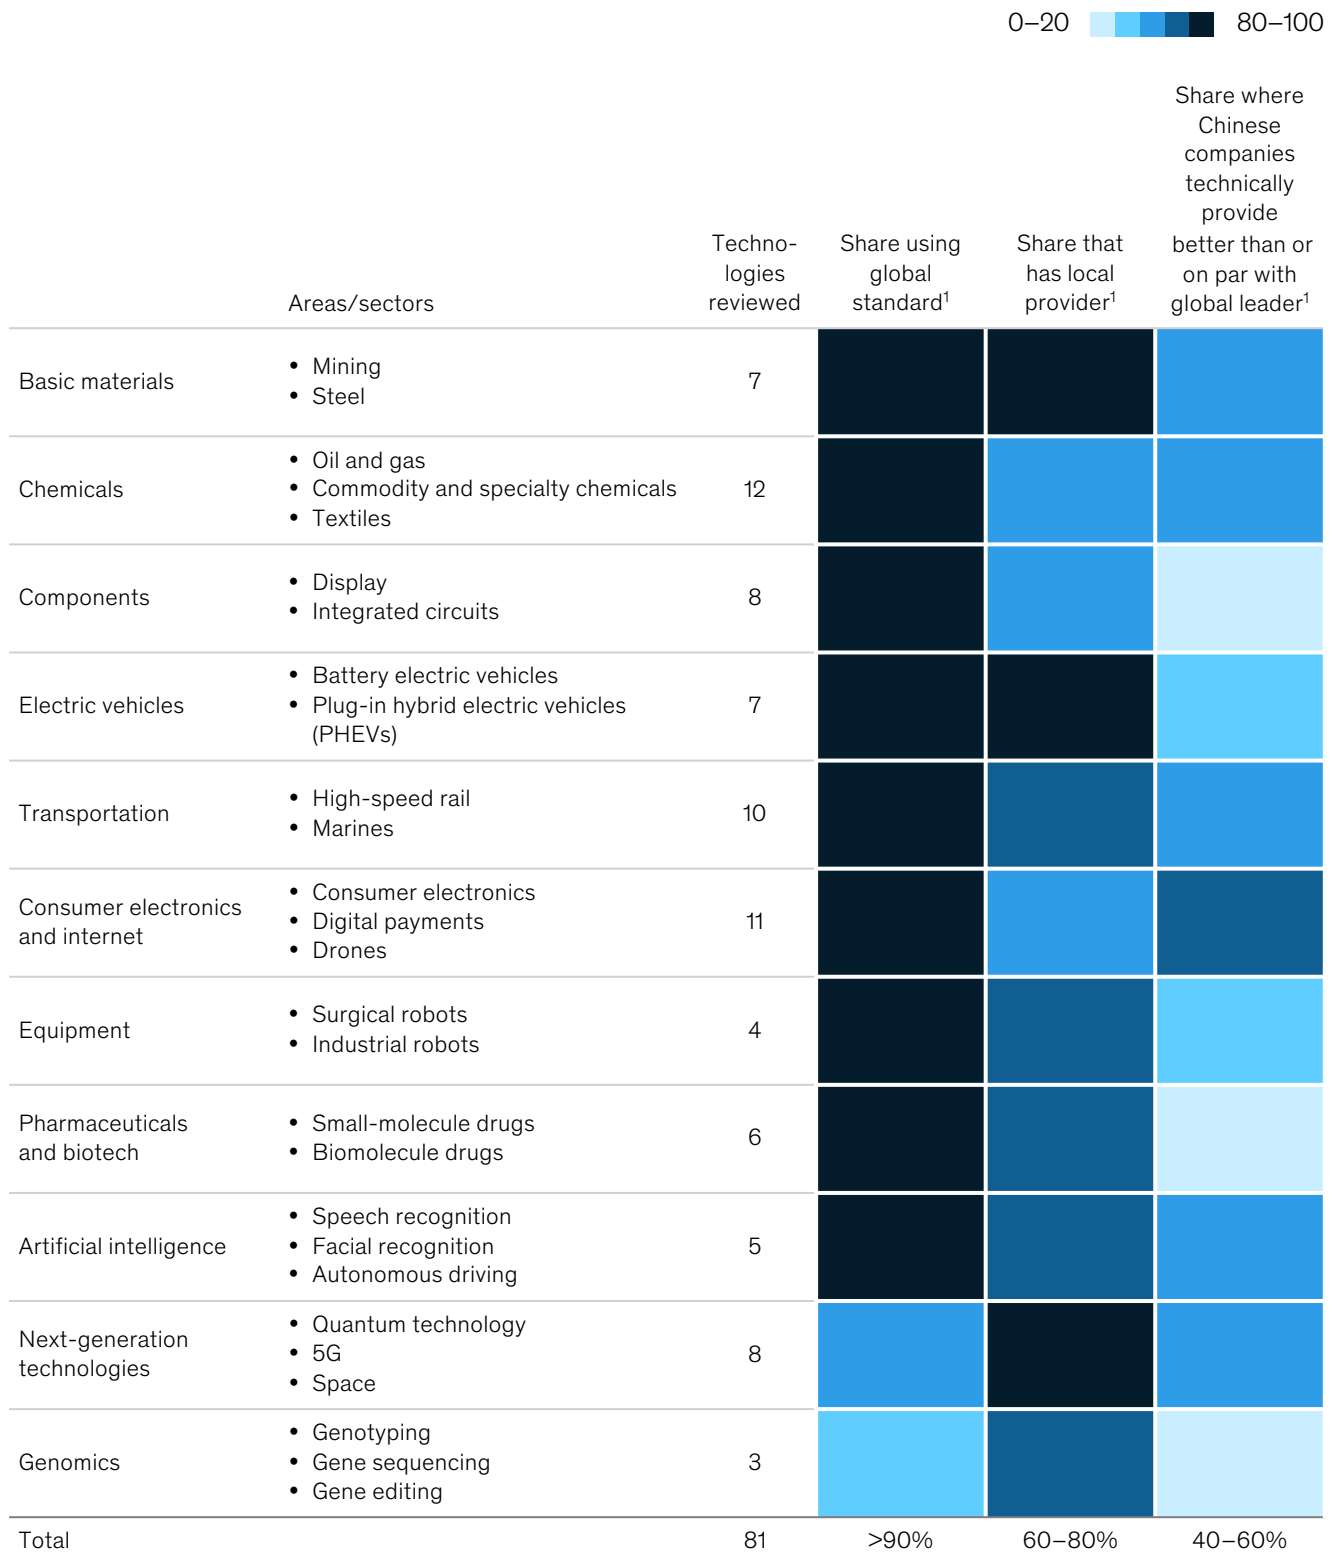 0–20 80–100
Share where
Chinese
companies
technically
provide
better than or
on par with
global leader¹
Techno-
logies
reviewed
Share using
global
standard¹
Share that
has local
provider¹
Areas/sectors
Basic materials
• Mining
• Steel
7
Chemicals
• Oil and gas
• Commodity and specialty chemicals
• Textiles
12
Components
• Display
• Integrated circuits
8
Electric vehicles
• Battery electric vehicles
• Plug-in hybrid electric vehicles
(PHEVs)
7
Transportation
• High-speed rail
• Marines
10
Consumer electronics
and internet
• Consumer electronics
• Digital payments
• Drones
11
Equipment
• Surgical robots
• Industrial robots
4
Pharmaceuticals
and biotech
• Small-molecule drugs
• Biomolecule drugs
6
Artificial intelligence
• Speech recognition
• Facial recognition
• Autonomous driving
5
Next-generation
technologies
• Quantum technology
• 5G
• Space
8
Genomics
• Genotyping
• Gene sequencing
• Gene editing
3
Total 81 >90% 60–80% 40–60%